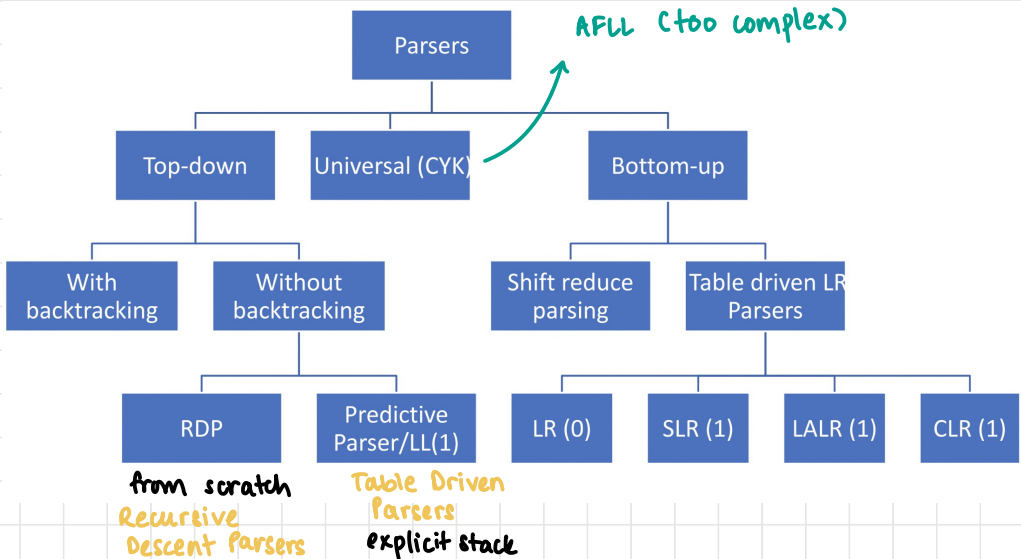 AFLL (too complex)
Parsers
Top-down
Universal (CYK)
Bottom-up
With
backtracking
Without
backtracking
Shift reduce
parsing
Table driven LR
Parsers
RDP
Predictive
Parser/LL(1)
LR (0)
SLR (1)
LALR (1)
CLR (1)
from scratch
Recursive
Descent Parsers
Table Driven
Parsers
explicit stack